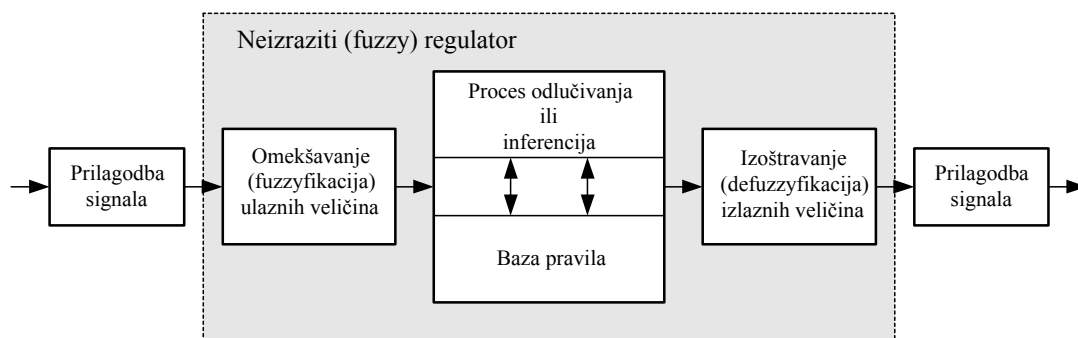 Neizraziti (fuzzy) regulator
Prilagodba
signala
Omekšavanje
(fuzzyfikacija)
ulaznih veličina
Proces odlučivanja
ili
inferencija
Baza pravila
Izoštravanje
(defuzzyfikacija)
izlaznih veličina
Prilagodba
signala